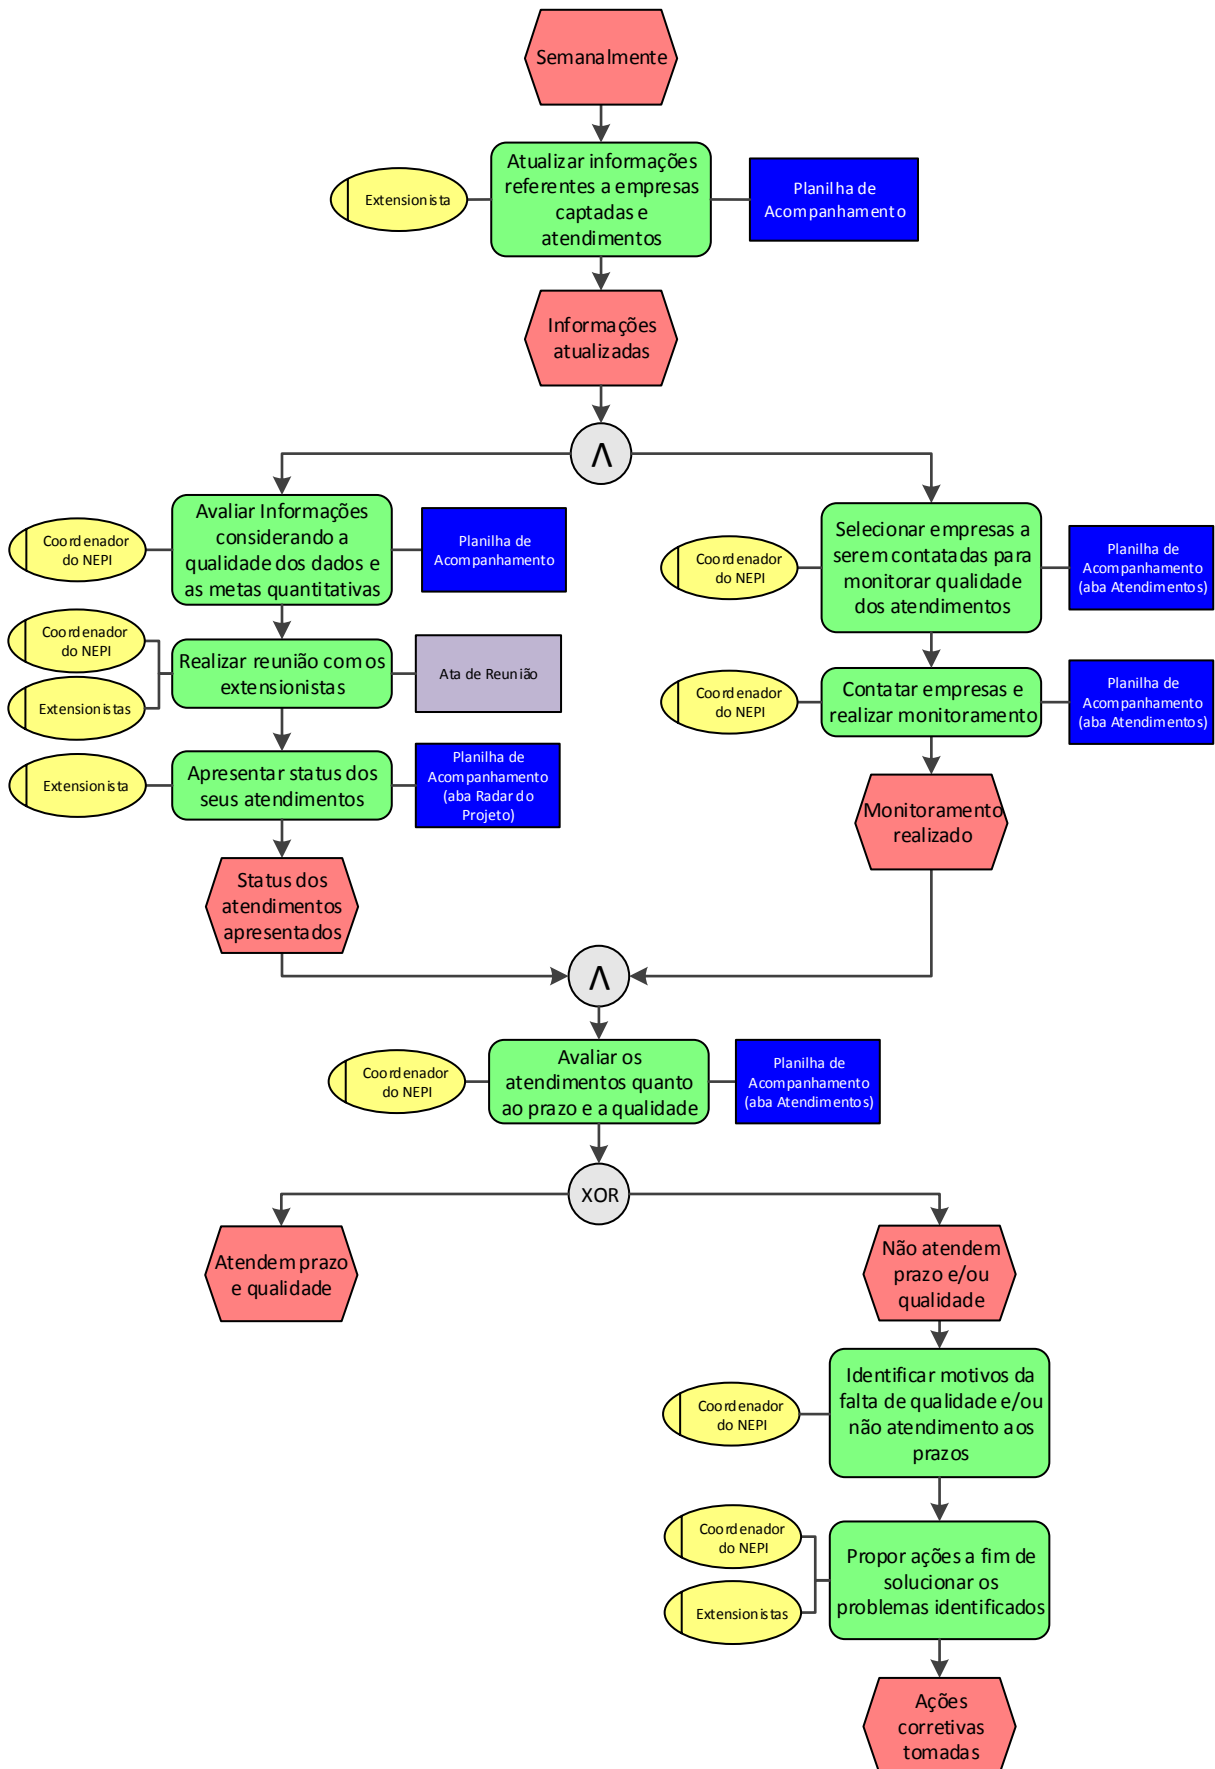 Semanalmente
Extensionista
Atualizar informações
referentes a empresas
captadas e
atendimentos
Planilha de
Acompanhamento
Informações
atualizadas
Λ
Coordenador
do NEPI
Avaliar Informações
considerando a
qualidade dos dados e
as metas quantitativas
Planilha de
Acompanhamento
Coordenador
do NEPI
Extensionistas
Realizar reunião com os
extensionistas
Ata de Reunião
Extensionista
Apresentar status dos
seus atendimentos
Planilha de
Acompanhamento
(aba Radar do
Projeto)
Status dos
atendimentos
apresentados
Coordenador
do NEPI
Selecionar empresas a
serem contatadas para
monitorar qualidade
dos atendimentos
Planilha de
Acompanhamento
(aba Atendimentos)
Coordenador
do NEPI
Contatar empresas e
realizar monitoramento
Planilha de
Acompanhamento
(aba Atendimentos)
Monitoramento
realizado
Λ
Coordenador
do NEPI
Avaliar os
atendimentos quanto
ao prazo e a qualidade
Planilha de
Acompanhamento
(aba Atendimentos)
XOR
Atendem prazo
e qualidade
Não atendem
prazo e/ou
qualidade
Coordenador
do NEPI
Identificar motivos da
falta de qualidade e/ou
não atendimento aos
prazos
Coordenador
do NEPI
Extensionistas
Propor ações a fim de
solucionar os
problemas identificados
Ações
corretivas
tomadas